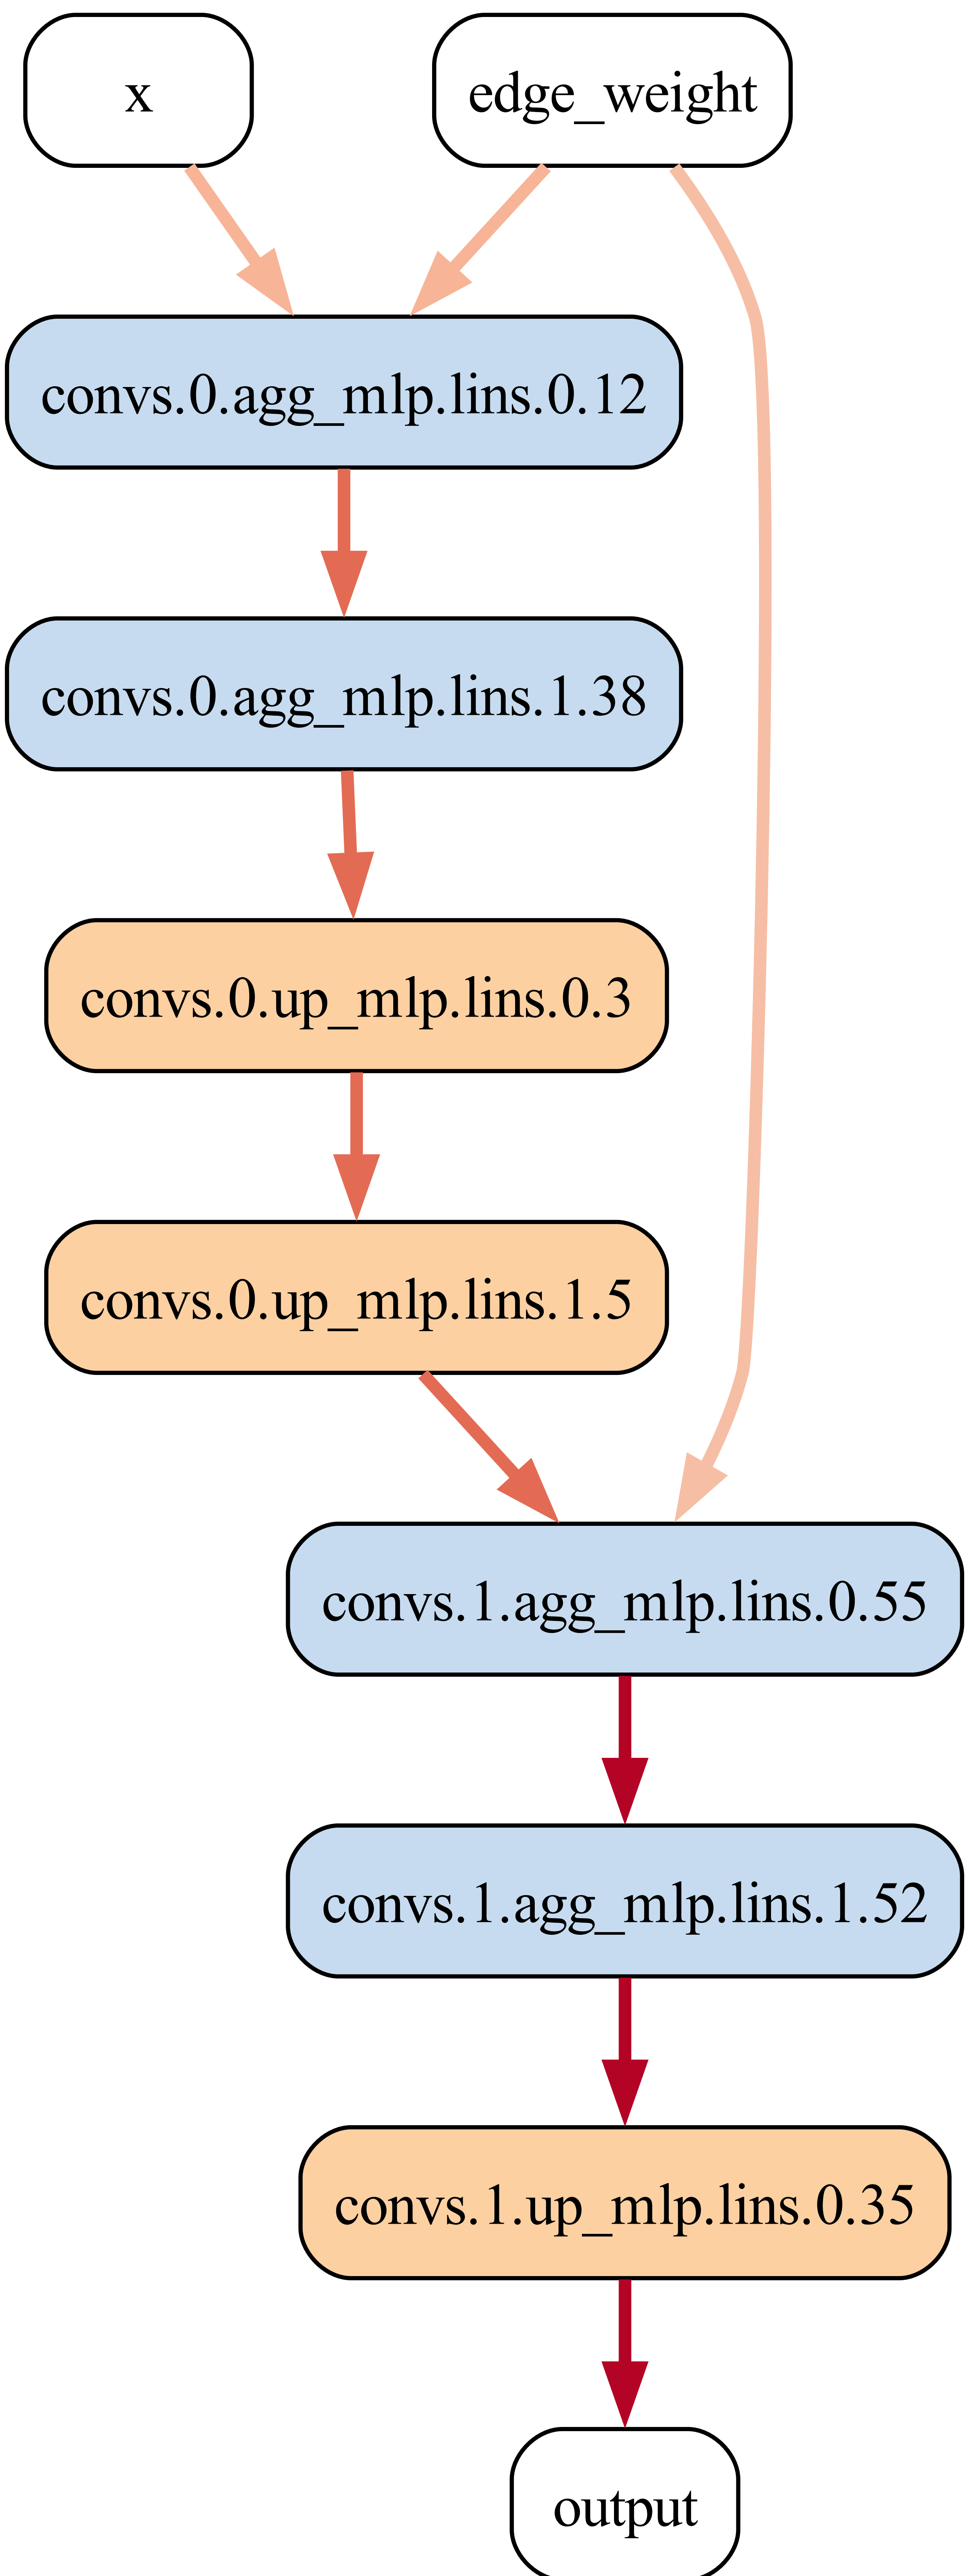 x
edge_weight
convs.0.agg_mlp.lins.0.12
convs.0.agg_mlp.lins.1.38
convs.0.up_mlp.lins.0.3
convs.0.up_mlp.lins.1.5
convs.1.agg_mlp.lins.0.55
convs.1.agg_mlp.lins.1.52
convs.1.up_mlp.lins.0.35
output